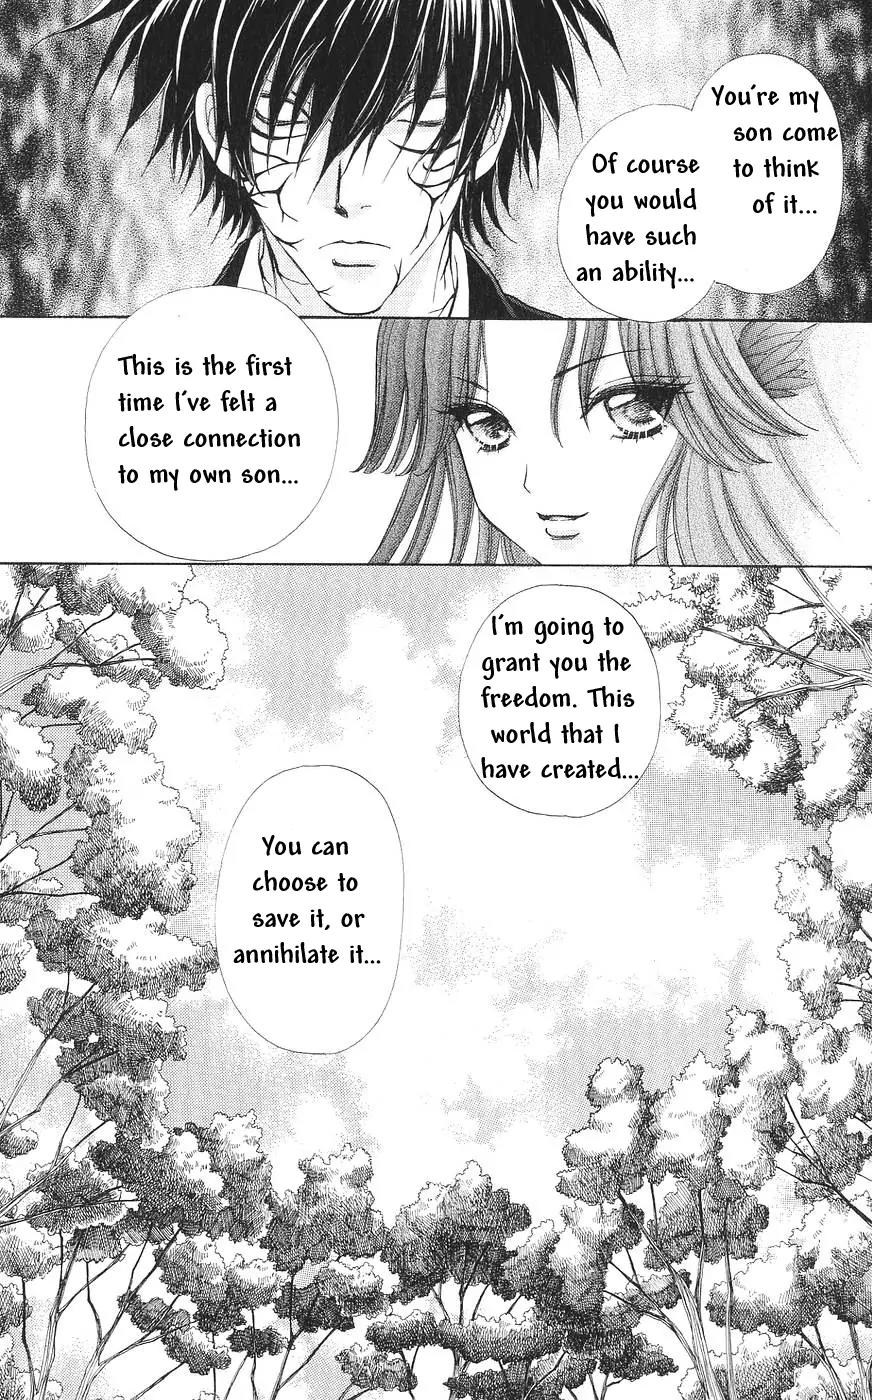 You're my
son come
to think
of it...
Of course
you would
have such
an ability...
This is the first
time I've felt a
close connection
to my own son...
I'm going to
grant you the
freedom. This
world that I
have created...
You can
choose to
save it, or
annihilate it...